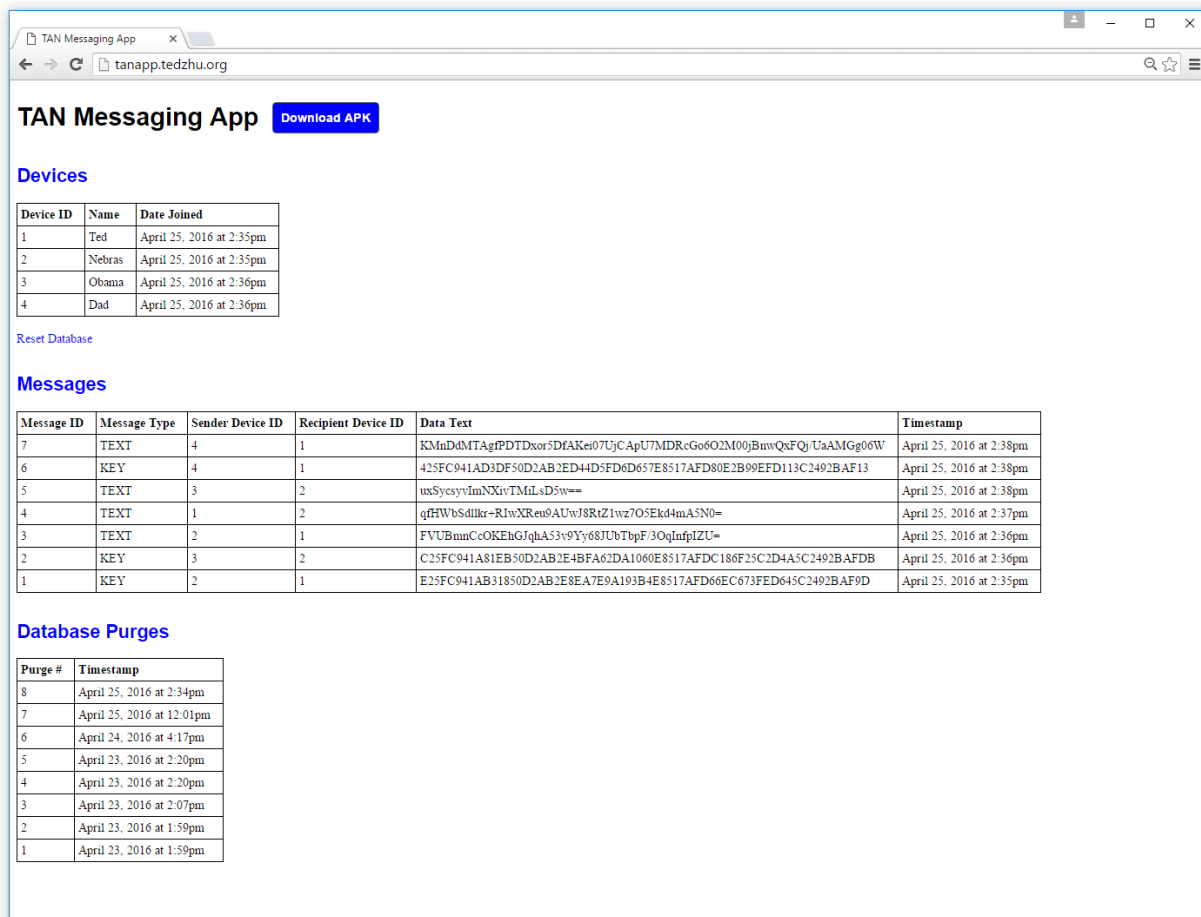 TAN Messaging App
tanapp.tedzhu.org
TAN Messaging App Download APK
Devices
Device ID Name Date Joined
1 Ted April 25, 2016 at 2:35pm
2 Nebras April 25, 2016 at 2:35pm
3 Obama April 25, 2016 at 2:36pm
4 Dad April 25, 2016 at 2:36pm
Reset Database
Messages
Message ID Message Type Sender Device ID Recipient Device ID Data Text Timestamp
7 TEXT 4 1 KMnDdMTAgfPDTDxor5DfAKei07UjCApU7MDRcGo6O2M00jBnwQxFQj/UaAMGg06W April 25, 2016 at 2:38pm
6 KEY 4 1 425FC941AD3DF50D2AB2ED44D5FD6D657E8517AFD80E2B99EFD113C2492BAF13 April 25, 2016 at 2:38pm
5 TEXT 3 2 uxSycsyvImNXivTMiLsD5w== April 25, 2016 at 2:38pm
4 TEXT 1 2 qfHWbSdllkr+RIwXReu9AUwJ8RtZ1wz7O5Ekd4mA5N0= April 25, 2016 at 2:37pm
3 TEXT 2 1 FVUBmnCcOKEhGJqhA53v9Yy68JUbTbpF/3OqInfpIZU= April 25, 2016 at 2:36pm
2 KEY 3 2 C25FC941A81EB50D2AB2E4BFA62DA1060E8517AFDC186F25C2D4A5C2492BAFDB April 25, 2016 at 2:36pm
1 KEY 2 1 E25FC941AB31850D2AB2E8EA7E9A193B4E8517AFD66EC673FED645C2492BAF9D April 25, 2016 at 2:35pm
Database Purges
Purge # Timestamp
8 April 25, 2016 at 2:34pm
7 April 25, 2016 at 12:01pm
6 April 24, 2016 at 4:17pm
5 April 23, 2016 at 2:20pm
4 April 23, 2016 at 2:20pm
3 April 23, 2016 at 2:07pm
2 April 23, 2016 at 1:59pm
1 April 23, 2016 at 1:59pm